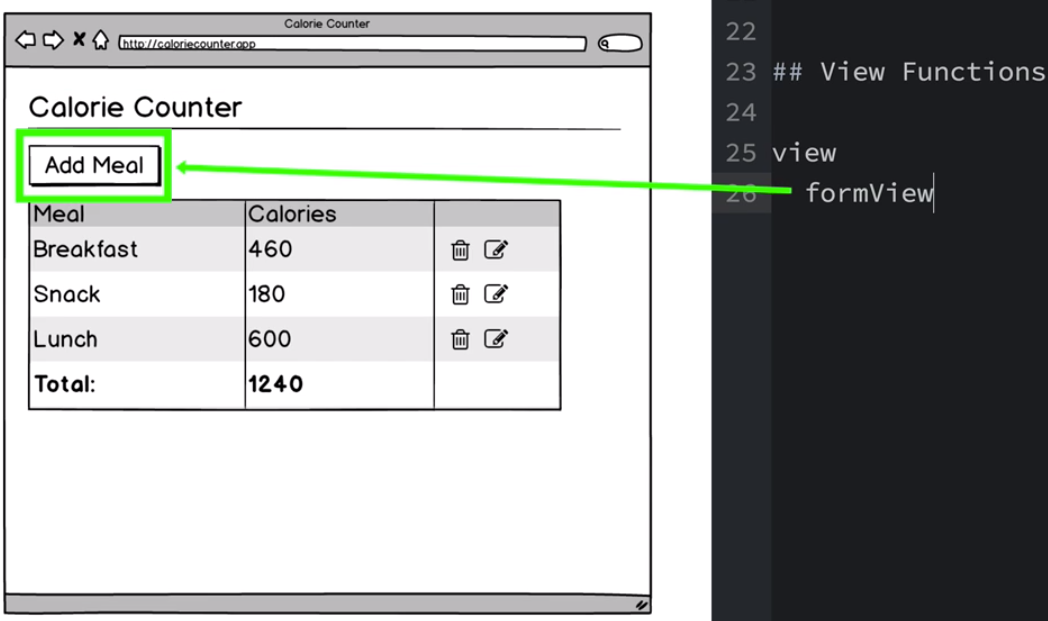 Calorie Counter
http://caloriecounter.app
Calorie Counter
Add Meal
Meal Calories
Breakfast 460
Snack 180
Lunch 600
Total: 1240
22
23 ## View Functions
24
25 view
26 formView